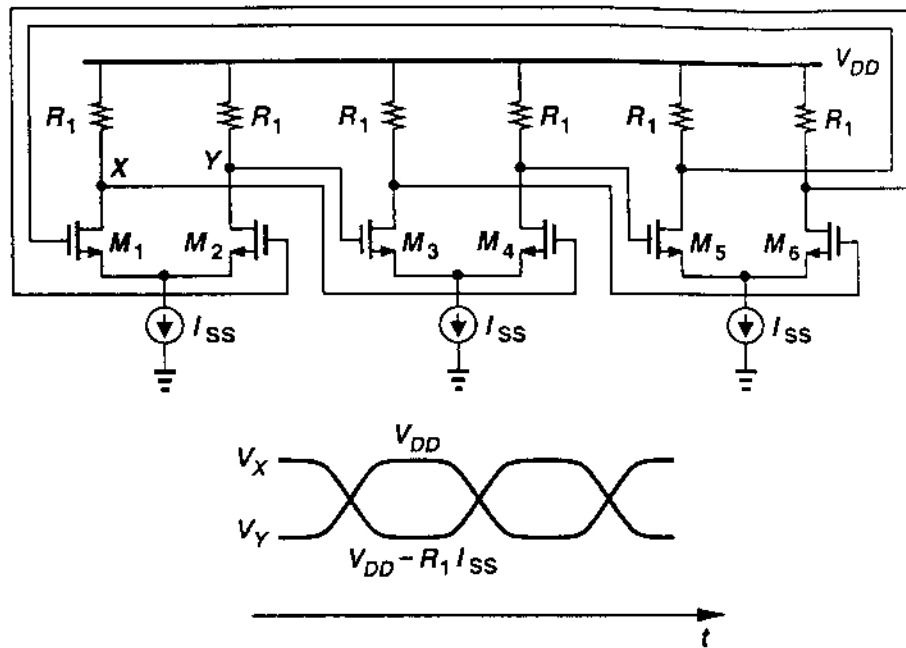 V_DD
R_1 R_1 R_1 R_1 R_1 R_1
X Y
M_1 M_2 M_3 M_4 M_5 M_6
I_SS I_SS I_SS
V_DD
V_X
V_Y
V_DD – R_1 I_SS
t